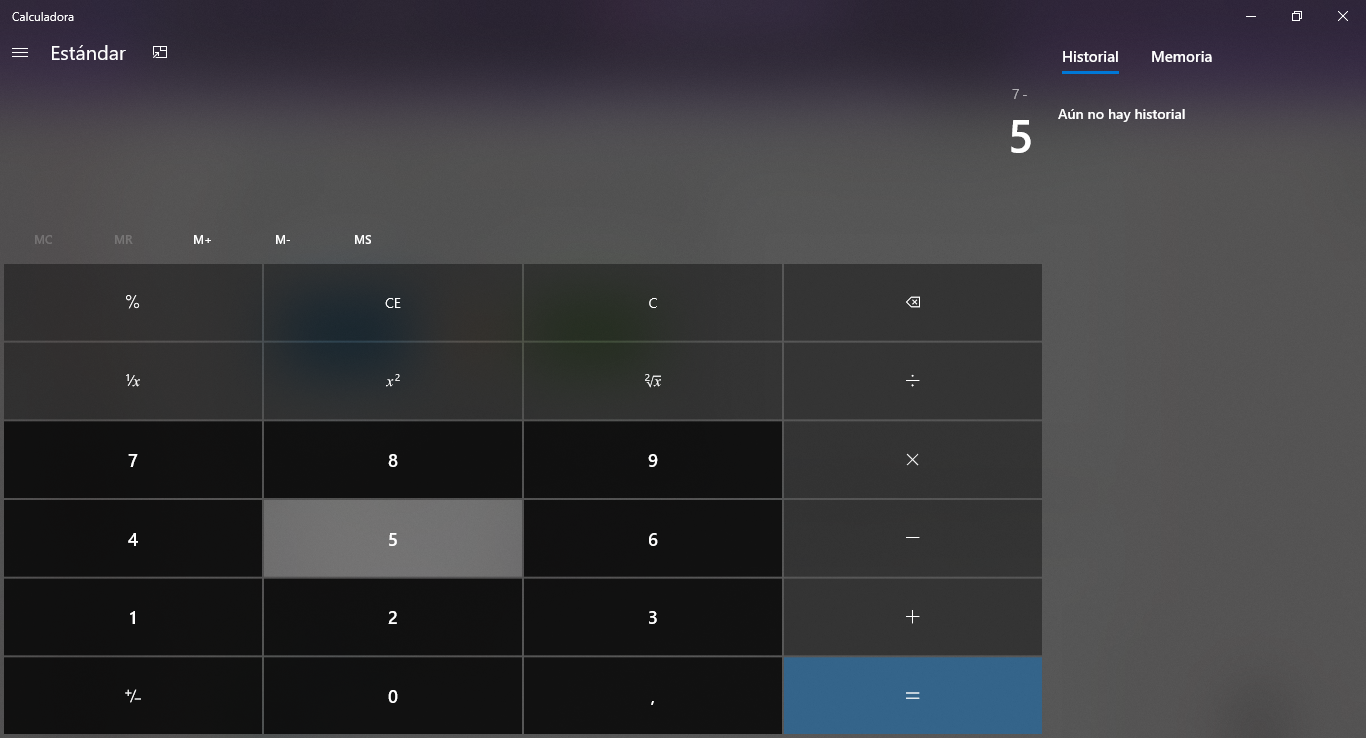 Calculadora
Estándar
Historial Memoria
7 -
5
Aún no hay historial
MC MR M+ M- MS
% CE C
⅟x x² ²√x ÷
7 8 9 ×
4 5 6 −
1 2 3 +
+/− 0 , =